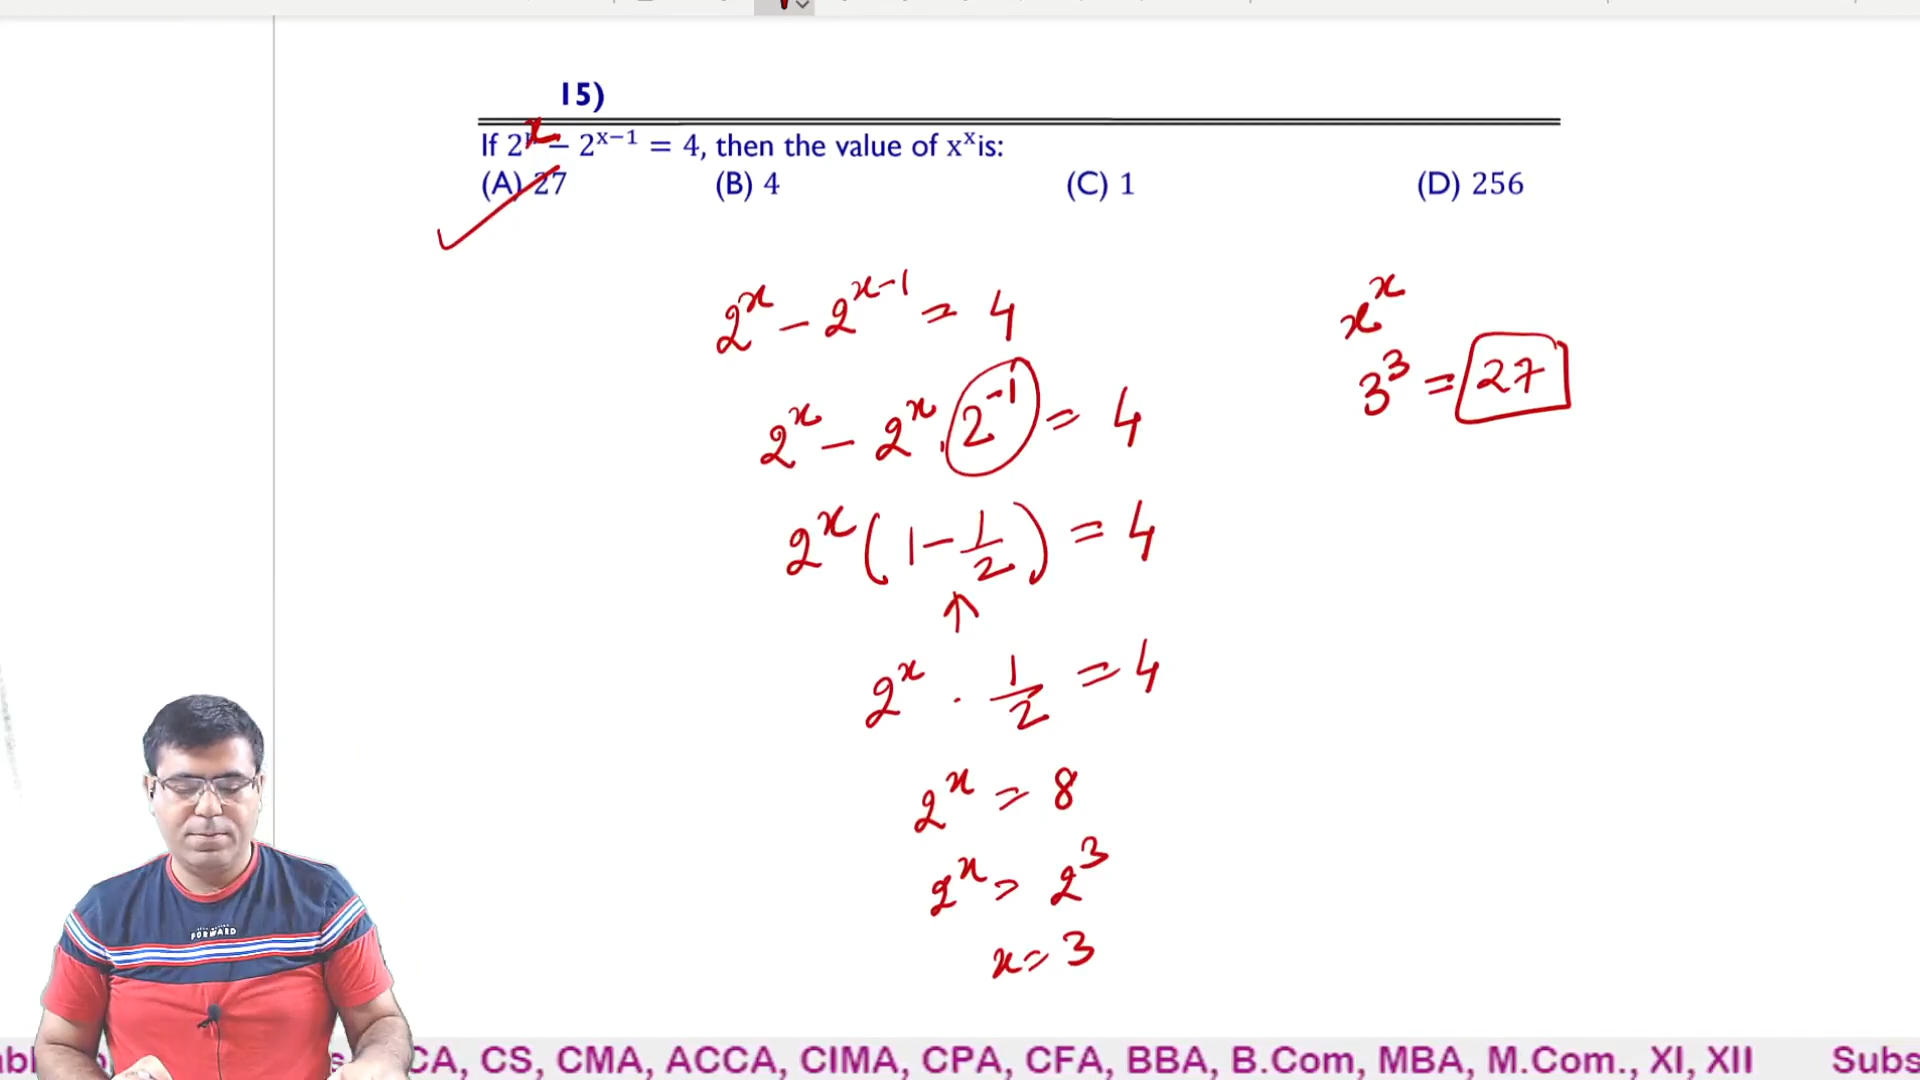 15)
If 2ˣ − 2ˣ⁻¹ = 4, then the value of xˣ is:
(A) 27 (B) 4 (C) 1 (D) 256
2ˣ − 2ˣ⁻¹ = 4
2ˣ − 2ˣ . 2⁻¹ = 4
2ˣ ( 1 − 1/2 ) = 4
2ˣ . 1/2 = 4
2ˣ = 8
2ˣ = 2³
x = 3
xˣ
3³ = 27
FORWARD
CA, CS, CMA, ACCA, CIMA, CPA, CFA, BBA, B.Com, MBA, M.Com., XI, XII Subs